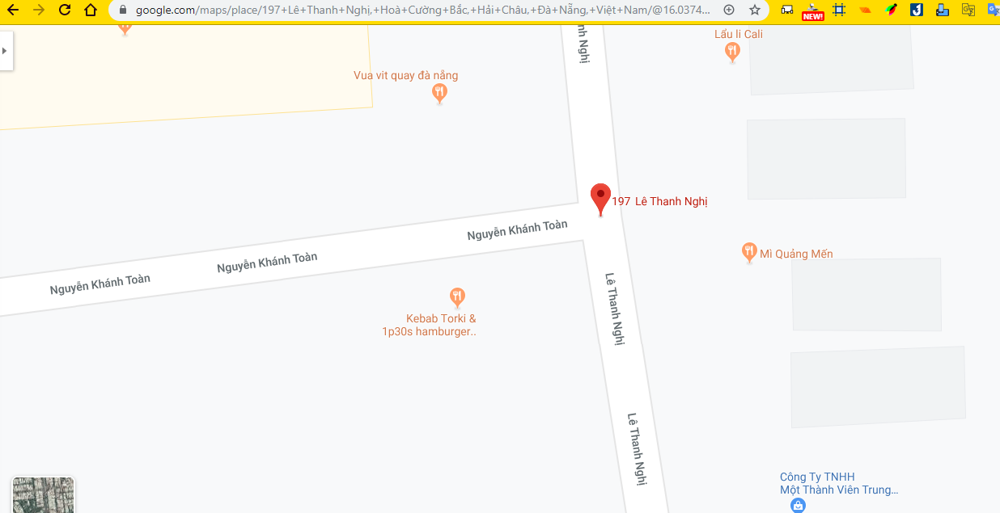 google.com/maps/place/197+Lê+Thanh+Nghị,+Hoà+Cường+Bắc,+Hải+Châu,+Đà+Nẵng,+Việt+Nam/@16.0374...
NEW!
nh Nghị
Lẩu li Cali
Vua vit quay đà nẵng
197 Lê Thanh Nghị
Nguyễn Khánh Toàn
Nguyễn Khánh Toàn
Nguyễn Khánh Toàn
Mì Quảng Mến
Lê Thanh Nghị
Kebab Torki &
1p30s hamburger..
Lê Thanh Nghị
Công Ty TNHH
Một Thành Viên Trung...